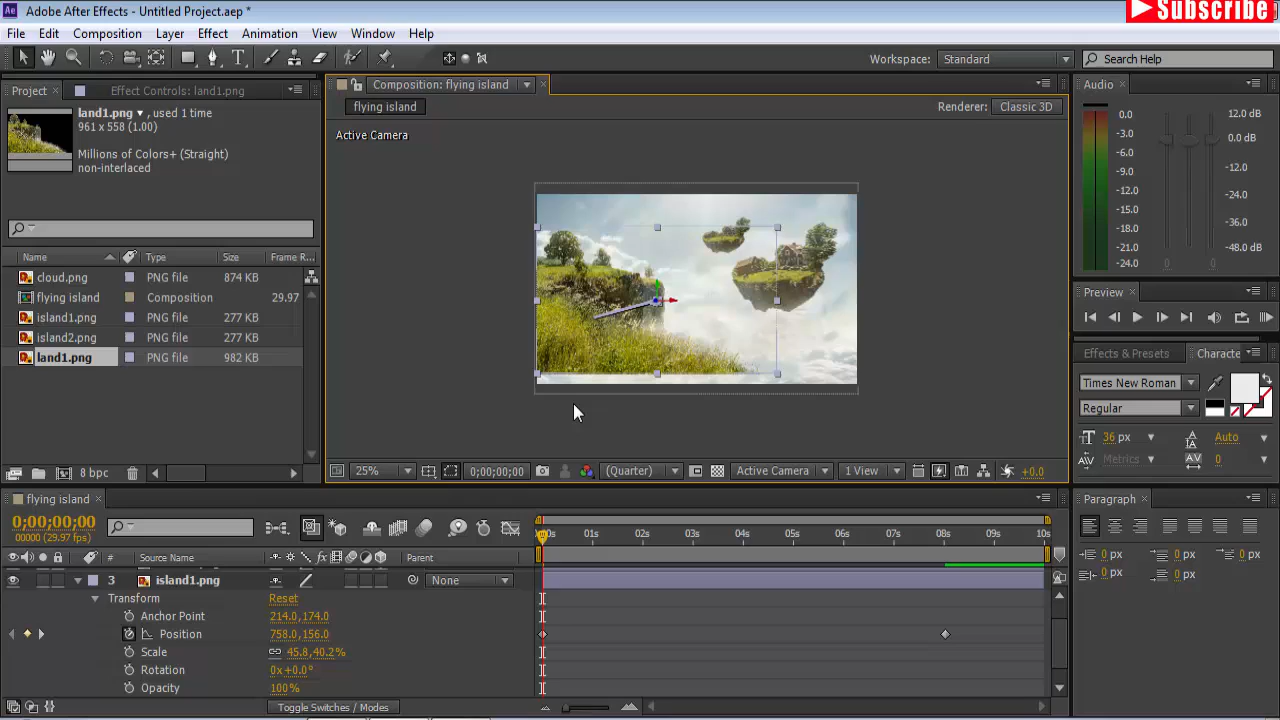 Adobe After Effects - Untitled Project.aep *
Subscribe
File Edit Composition Layer Effect Animation View Window Help
Workspace: Standard Search Help
Project Effect Controls: land1.png
Composition: flying island
Audio
land1.png, used 1 time
961 x 558 (1.00)
Millions of Colors+ (Straight)
non-interlaced
flying island
Renderer: Classic 3D
Active Camera
0.0 12.0 dB
-3.0 0.0 dB
-6.0 -12.0
-9.0
-12.0 -24.0
-15.0
-18.0 -36.0
-21.0
-24.0 -48.0 dB
0 0
Name Type Size Frame R...
cloud.png PNG file 874 KB
flying island Composition 29.97
island1.png PNG file 277 KB
island2.png PNG file 277 KB
land1.png PNG file 982 KB
Preview
Effects & Presets Characte
Times New Roman
Regular
36 px Auto
Metrics 0
8 bpc
25% 0;00;00;00 (Quarter) Active Camera 1 View +0.0
flying island
0;00;00;00
00000 (29.97 fps)
01s 02s 03s 04s 05s 06s 07s 08s 09s 10s
# Source Name Parent
3 island1.png None
Transform Reset
Anchor Point 214.0,174.0
Position 758.0,156.0
Scale 45.8,40.2%
Rotation 0x+0.0°
Opacity 100%
Toggle Switches / Modes
Paragraph
0 px 0 px 0 px
0 px 0 px